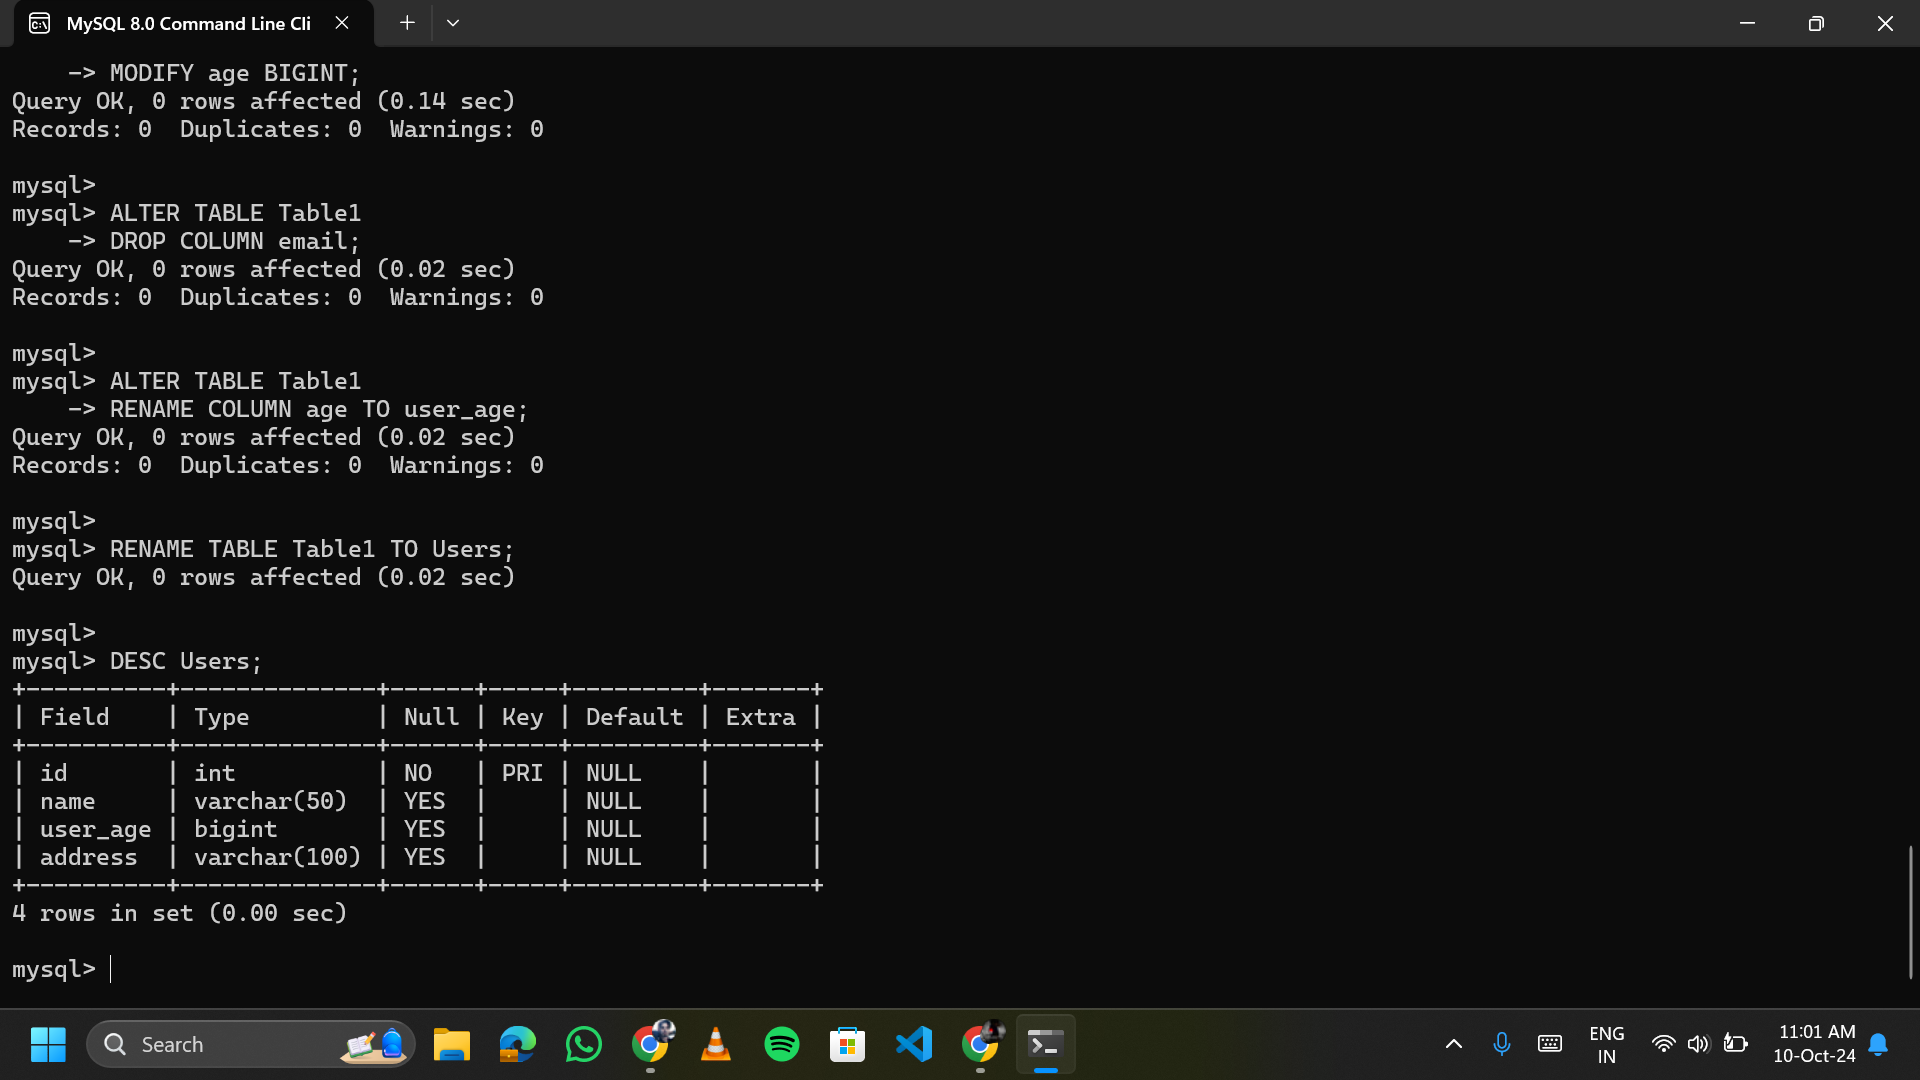 MySQL 8.0 Command Line Cli
    -> MODIFY age BIGINT;
Query OK, 0 rows affected (0.14 sec)
Records: 0  Duplicates: 0  Warnings: 0
mysql>
mysql> ALTER TABLE Table1
    -> DROP COLUMN email;
Query OK, 0 rows affected (0.02 sec)
Records: 0  Duplicates: 0  Warnings: 0
mysql>
mysql> ALTER TABLE Table1
    -> RENAME COLUMN age TO user_age;
Query OK, 0 rows affected (0.02 sec)
Records: 0  Duplicates: 0  Warnings: 0
mysql>
mysql> RENAME TABLE Table1 TO Users;
Query OK, 0 rows affected (0.02 sec)
mysql>
mysql> DESC Users;
+----------+--------------+------+-----+---------+-------+
| Field    | Type         | Null | Key | Default | Extra |
+----------+--------------+------+-----+---------+-------+
| id       | int          | NO   | PRI | NULL    |       |
| name     | varchar(50)  | YES  |     | NULL    |       |
| user_age | bigint       | YES  |     | NULL    |       |
| address  | varchar(100) | YES  |     | NULL    |       |
+----------+--------------+------+-----+---------+-------+
4 rows in set (0.00 sec)
mysql>
Search
ENG
IN
11:01 AM
10-Oct-24